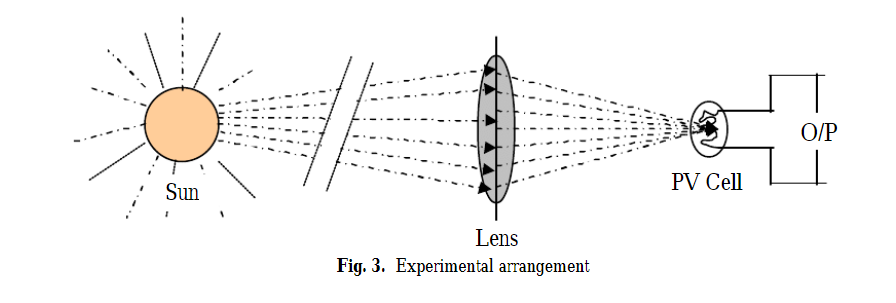 O/P
PV Cell
Sun
Lens
Fig. 3. Experimental arrangement